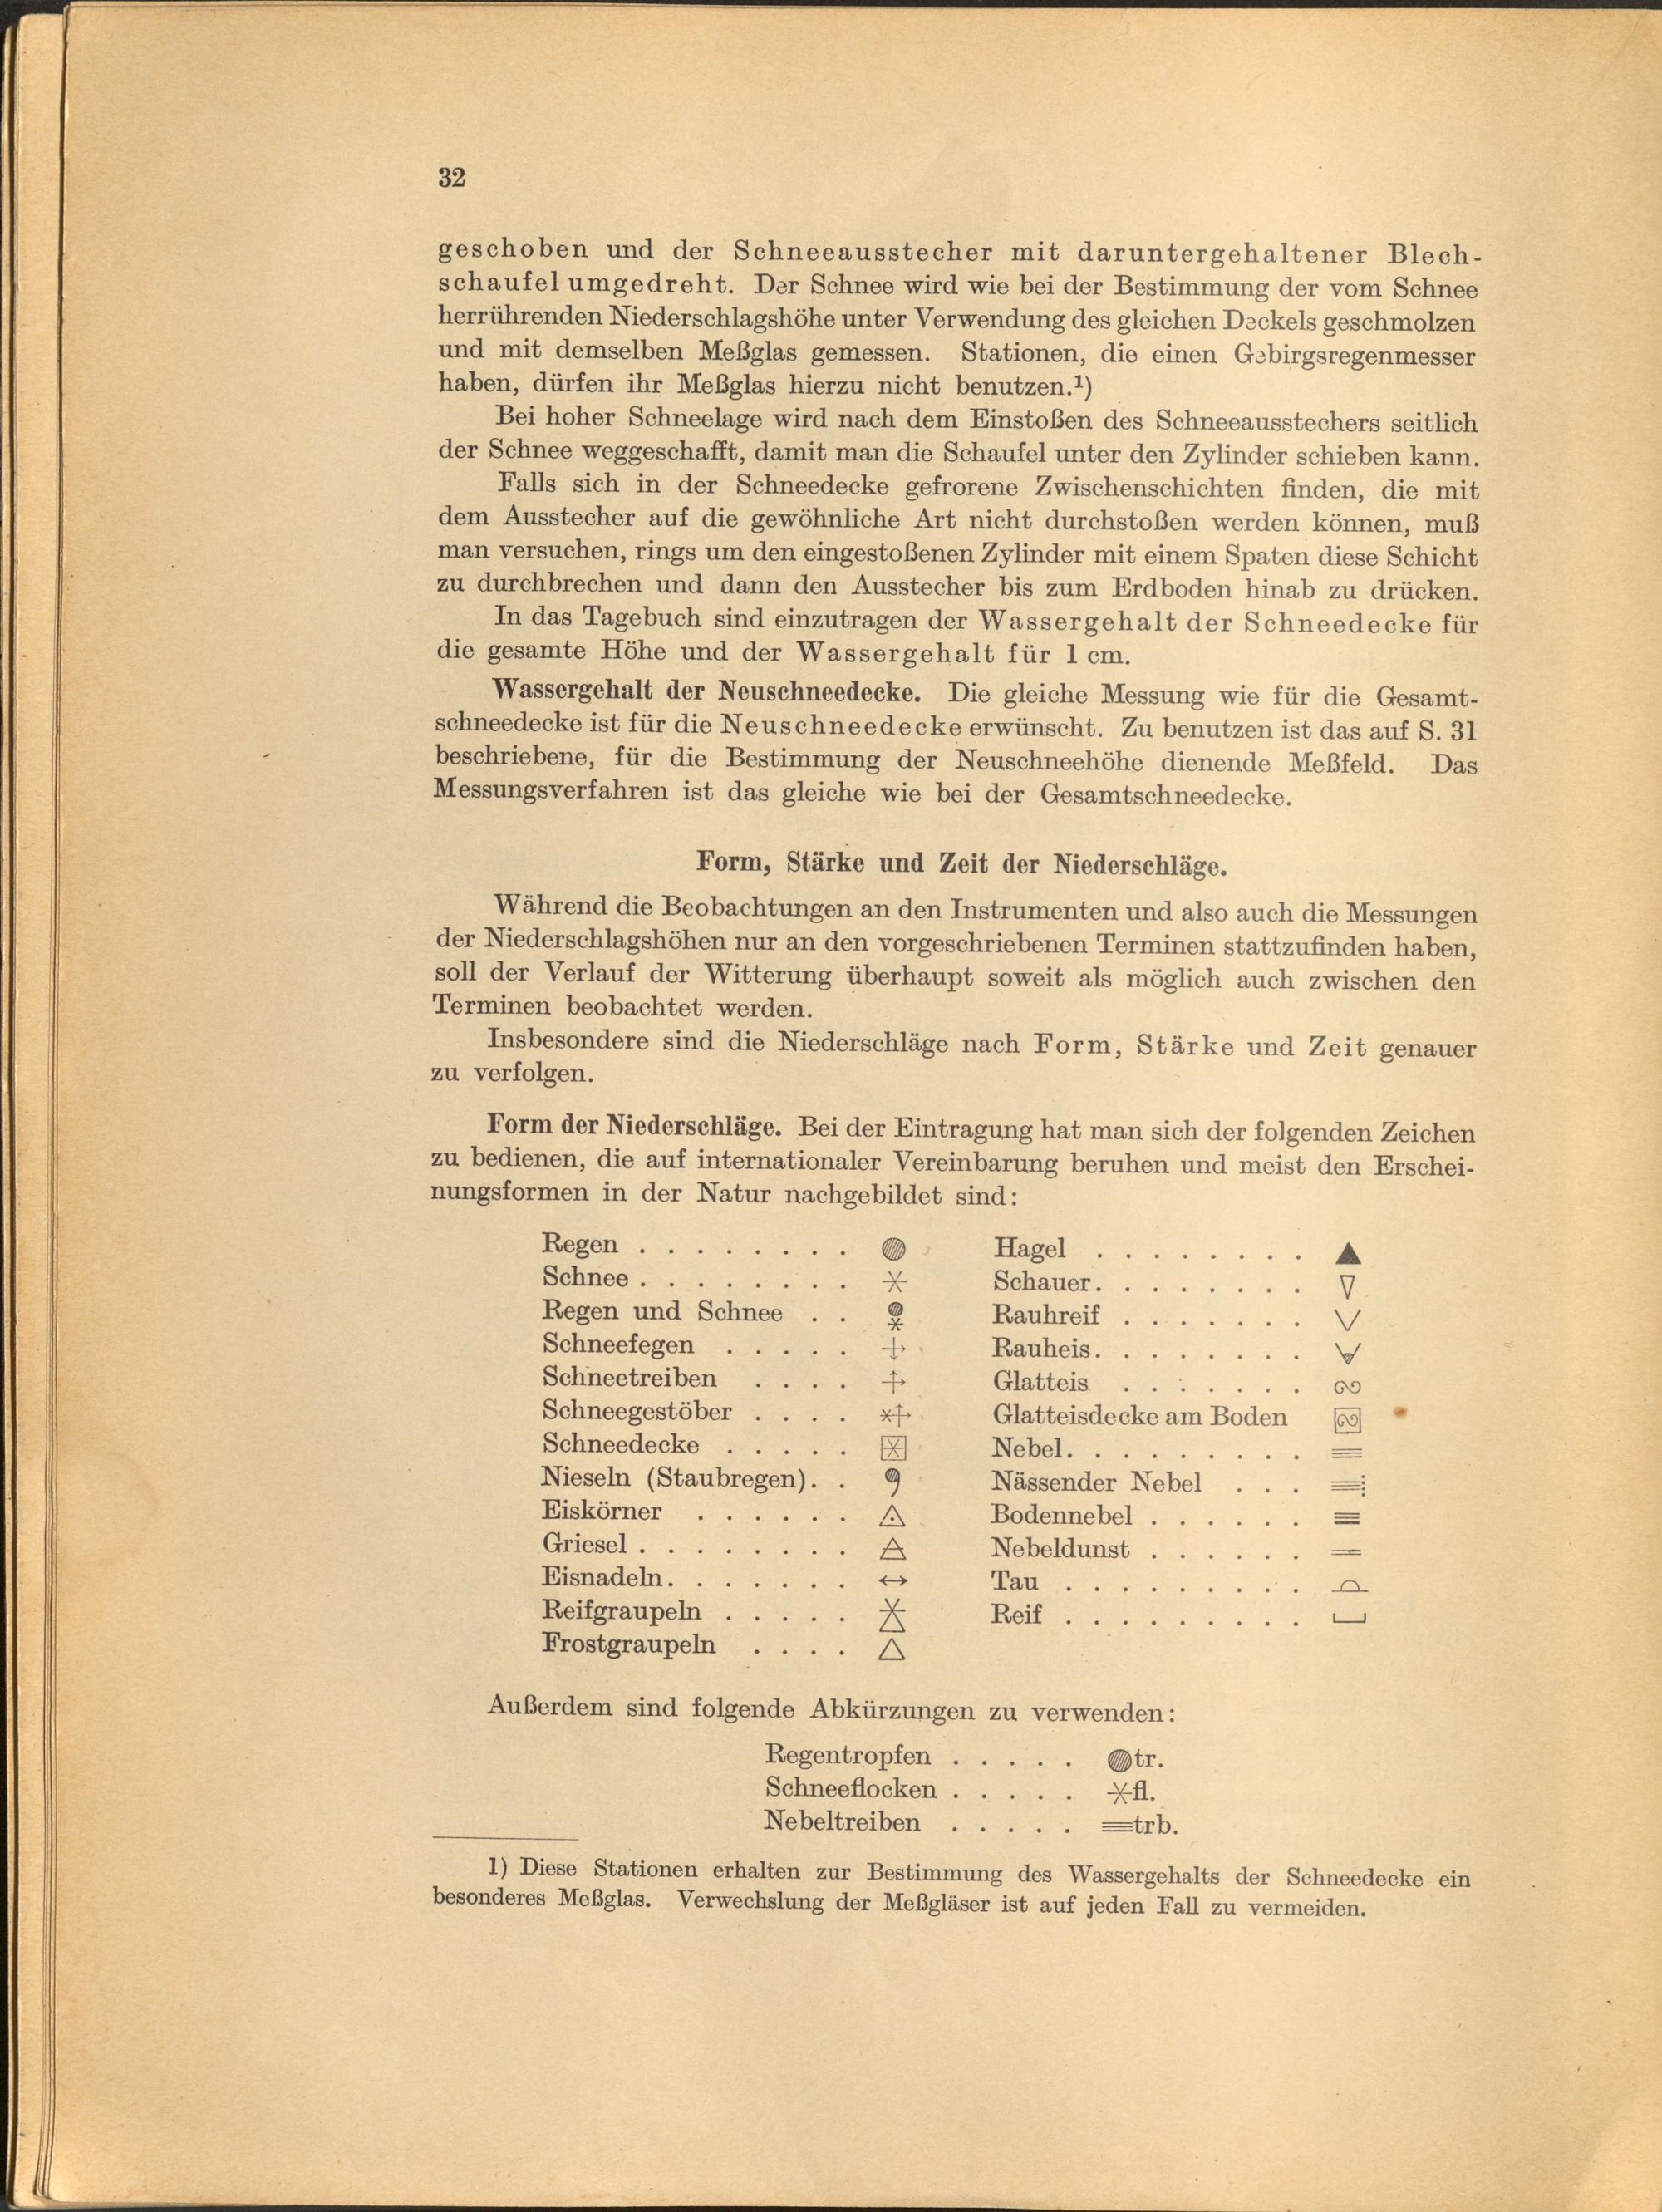 32
geschoben und der Schneeausstecher mit daruntergehaltener Blech-
schaufel umgedreht. Der Schnee wird wie bei der Bestimmung der vom Schnee
herrührenden Niederschlagshöhe unter Verwendung des gleichen Deckels geschmolzen
und mit demselben Meßglas gemessen. Stationen, die einen Gebirgsregenmesser
haben, dürfen ihr Meßglas hierzu nicht benutzen.¹)
Bei hoher Schneelage wird nach dem Einstoßen des Schneeausstechers seitlich
der Schnee weggeschafft, damit man die Schaufel unter den Zylinder schieben kann.
Falls sich in der Schneedecke gefrorene Zwischenschichten finden, die mit
dem Ausstecher auf die gewöhnliche Art nicht durchstoßen werden können, muß
man versuchen, rings um den eingestoßenen Zylinder mit einem Spaten diese Schicht
zu durchbrechen und dann den Ausstecher bis zum Erdboden hinab zu drücken.
In das Tagebuch sind einzutragen der Wassergehalt der Schneedecke für
die gesamte Höhe und der Wassergehalt für 1 cm.
Wassergehalt der Neuschneedecke. Die gleiche Messung wie für die Gesamt-
schneedecke ist für die Neuschneedecke erwünscht. Zu benutzen ist das auf S. 31
beschriebene, für die Bestimmung der Neuschneehöhe dienende Meßfeld. Das
Messungsverfahren ist das gleiche wie bei der Gesamtschneedecke.
Form, Stärke und Zeit der Niederschläge.
Während die Beobachtungen an den Instrumenten und also auch die Messungen
der Niederschlagshöhen nur an den vorgeschriebenen Terminen stattzufinden haben,
soll der Verlauf der Witterung überhaupt soweit als möglich auch zwischen den
Terminen beobachtet werden.
Insbesondere sind die Niederschläge nach Form, Stärke und Zeit genauer
zu verfolgen.
Form der Niederschläge. Bei der Eintragung hat man sich der folgenden Zeichen
zu bedienen, die auf internationaler Vereinbarung beruhen und meist den Erschei-
nungsformen in der Natur nachgebildet sind:
Regen . . . . . . . .
Schnee . . . . . . . .
Regen und Schnee . .
Schneefegen . . . . .
Schneetreiben . . . .
Schneegestöber . . . .
Schneedecke . . . . .
Nieseln (Staubregen). .
Eiskörner . . . . . .
Griesel . . . . . . . .
Eisnadeln. . . . . . .
Reifgraupeln . . . . .
Frostgraupeln . . . .
Hagel . . . . . . . .
Schauer. . . . . . . .
Rauhreif . . . . . . .
Rauheis. . . . . . . .
Glatteis . . . . . . .
Glatteisdecke am Boden
Nebel. . . . . . . . .
Nässender Nebel . . .
Bodennebel . . . . . .
Nebeldunst . . . . . .
Tau . . . . . . . . .
Reif . . . . . . . . .
Außerdem sind folgende Abkürzungen zu verwenden:
Regentropfen . . . . . tr.
Schneeflocken . . . . . fl.
Nebeltreiben . . . . . trb.
1) Diese Stationen erhalten zur Bestimmung des Wassergehalts der Schneedecke ein
besonderes Meßglas. Verwechslung der Meßgläser ist auf jeden Fall zu vermeiden.